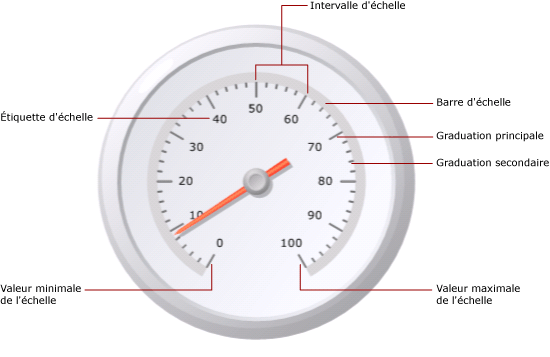 Intervalle d'échelle
Barre d'échelle
Étiquette d'échelle
Graduation principale
Graduation secondaire
50
40
60
30
70
20
80
10
90
0
100
Valeur minimale
de l'échelle
Valeur maximale
de l'échelle